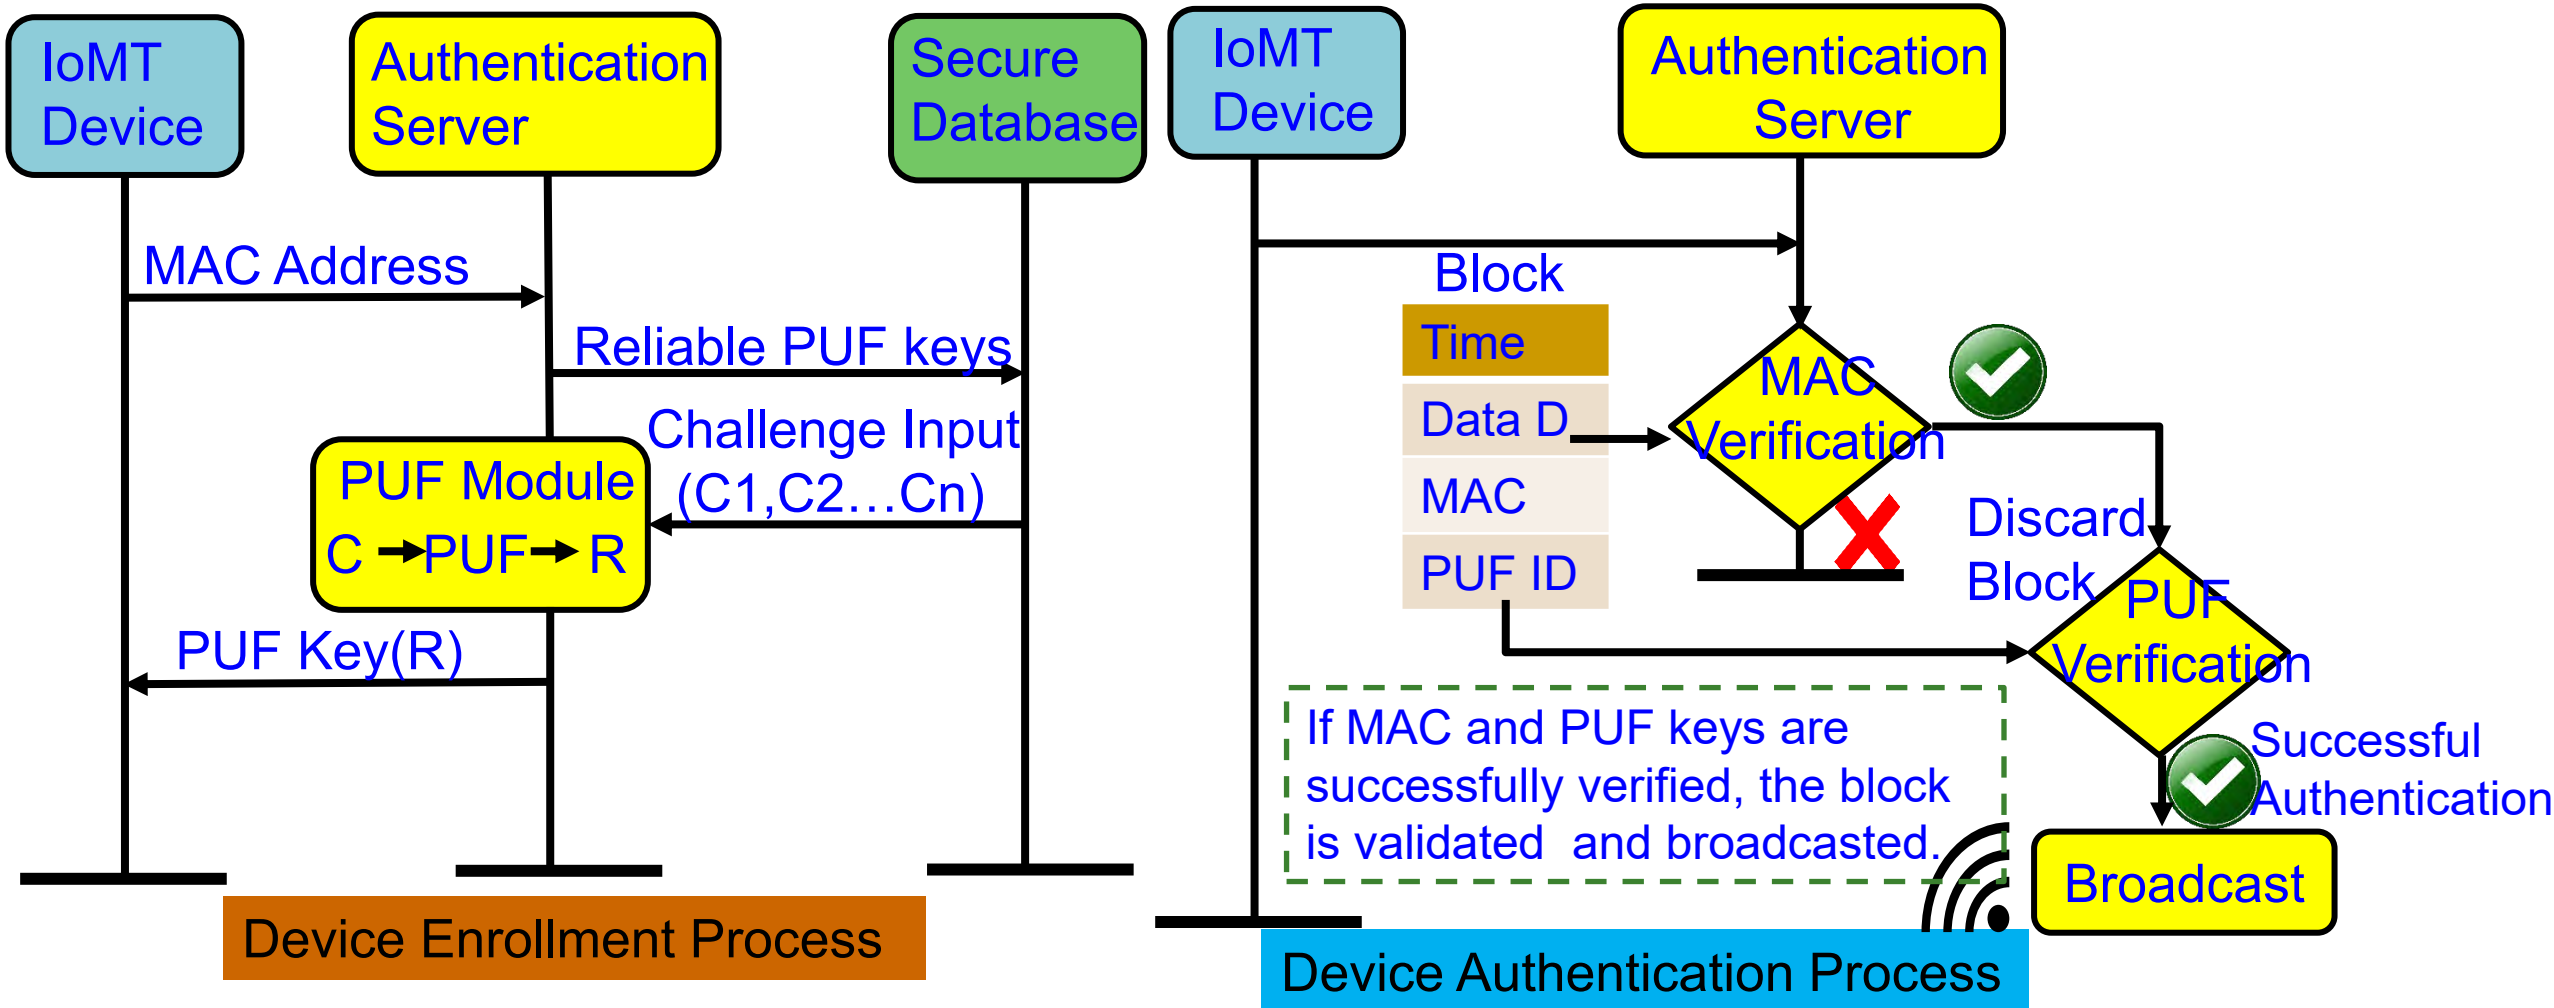 IoMT
Device
Authentication
Server
Secure
Database
MAC Address
Reliable PUF keys
Challenge Input
(C1,C2...Cn)
PUF Module
C PUF R
PUF Key(R)
Device Enrollment Process
IoMT
Device
Authentication
Server
Block
Time
Data D
MAC
PUF ID
MAC
Verification
Discard
Block
PUF
Verification
If MAC and PUF keys are
successfully verified, the block
is validated and broadcasted.
Successful
Authentication
Broadcast
Device Authentication Process